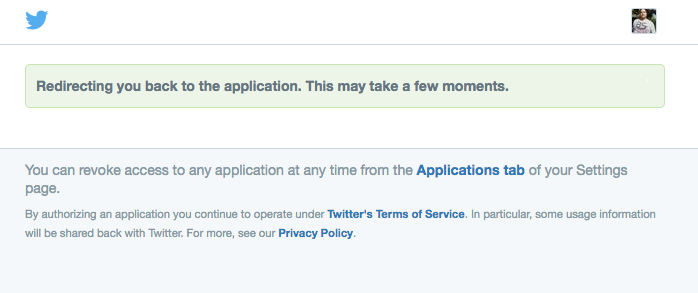 Redirecting you back to the application. This may take a few moments.
You can revoke access to any application at any time from the Applications tab of your Settings
page.
By authorizing an application you continue to operate under Twitter's Terms of Service. In particular, some usage information
will be shared back with Twitter. For more, see our Privacy Policy.